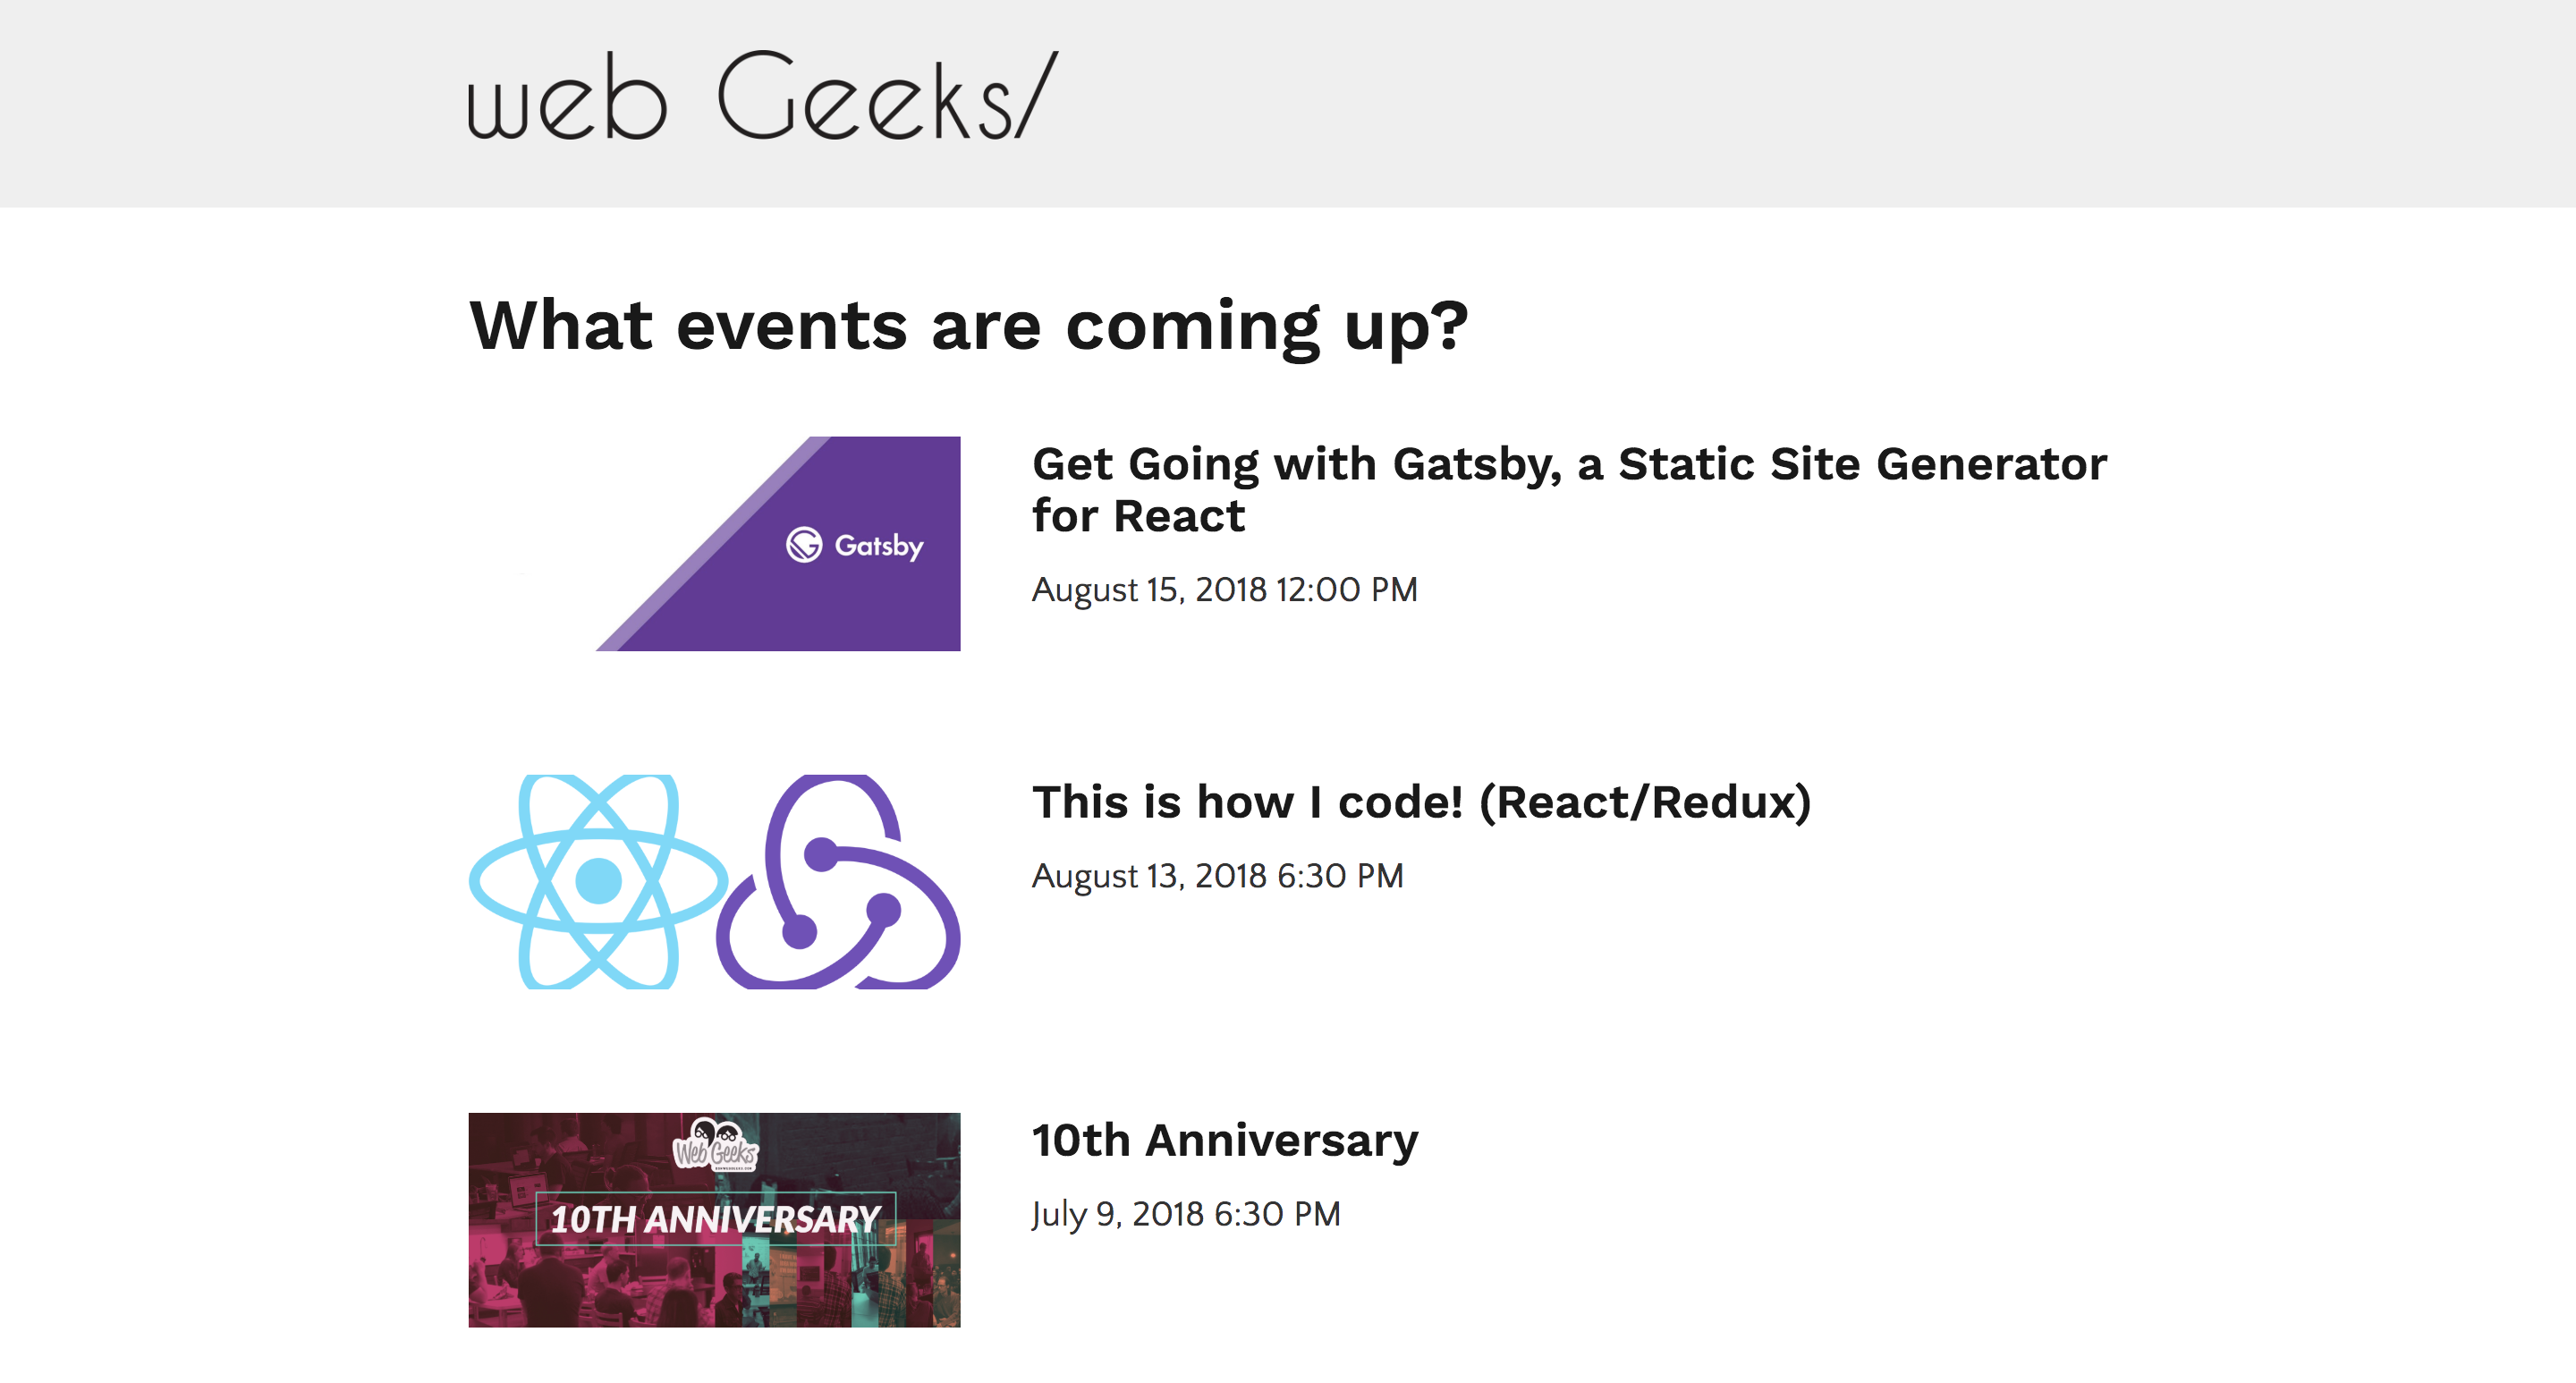 web Geeks/
What events are coming up?
Gatsby
Get Going with Gatsby, a Static Site Generator
for React
August 15, 2018 12:00 PM
This is how I code! (React/Redux)
August 13, 2018 6:30 PM
Web Geeks
10TH ANNIVERSARY
10th Anniversary
July 9, 2018 6:30 PM